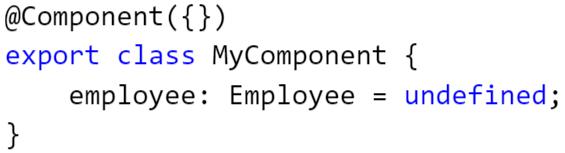 @Component({})
export class MyComponent {
    employee: Employee = undefined;
}